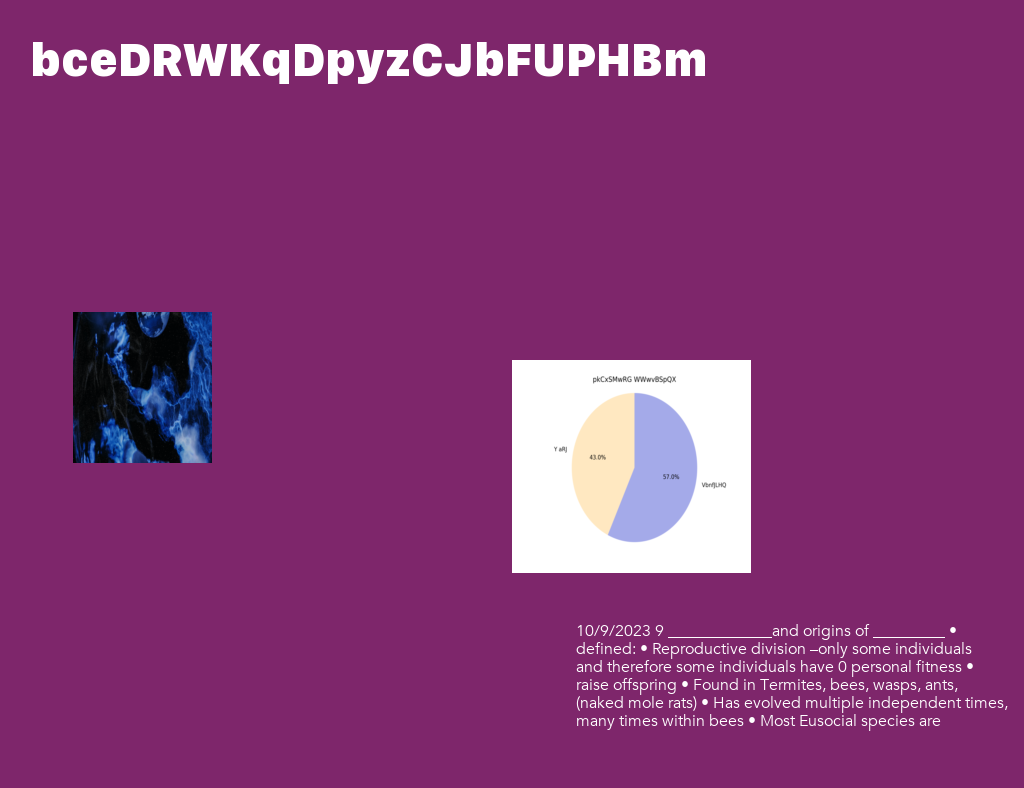 bceDRWKqDpyzCJbFUPHBm
pkCxSMwRG WWwvBSpQX
Y aRJ
43.0%
57.0%
VbnfJLHQ
10/9/2023 9 _____________and origins of _________ •
defined: • Reproductive division –only some individuals
and therefore some individuals have 0 personal fitness •
raise offspring • Found in Termites, bees, wasps, ants,
(naked mole rats) • Has evolved multiple independent times,
many times within bees • Most Eusocial species are